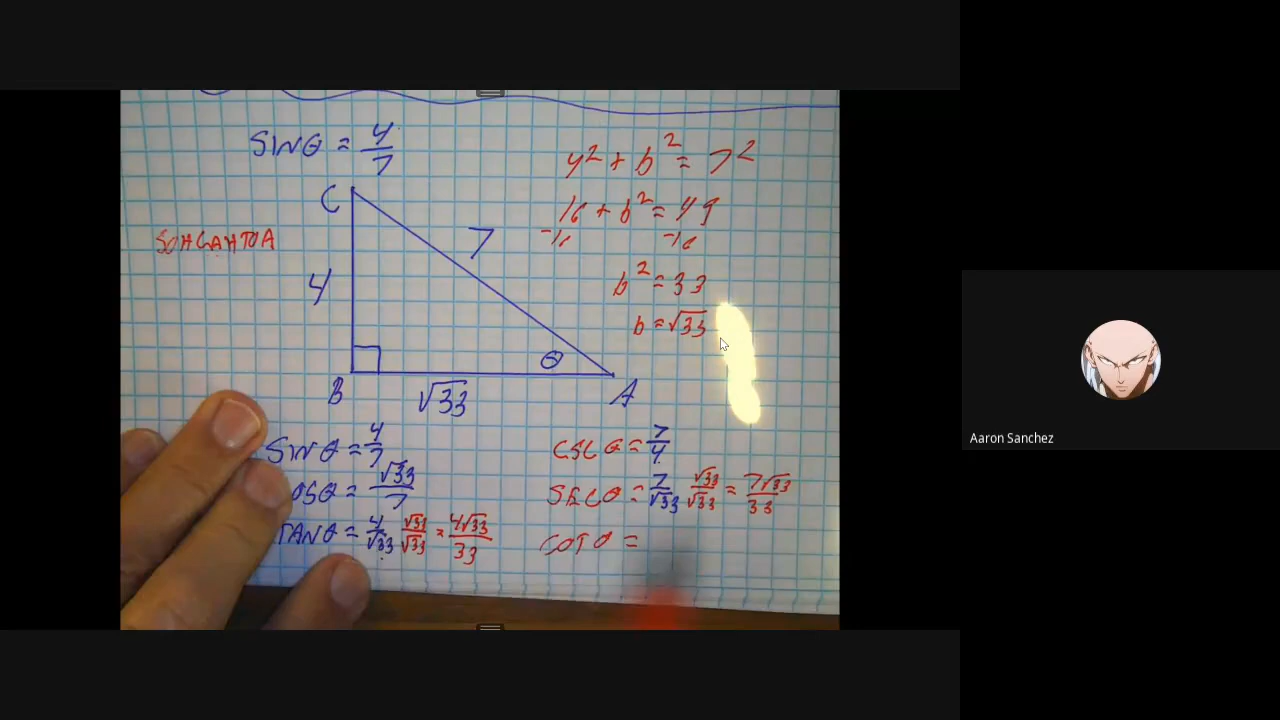 SINθ = 4/7
4² + b² = 7²
16 + b² = 49
-16 -16
b² = 33
b = √33
SOHCAHTOA
C
7
4
θ
B
√33
A
SINθ = 4/7
OSθ = √33/7
TANθ = 4/√33 √33/√33 = 4√33/33
CSCθ = 7/4
SECθ = 7/√33 √33/√33 = 7√33/33
COTθ =
Aaron Sanchez